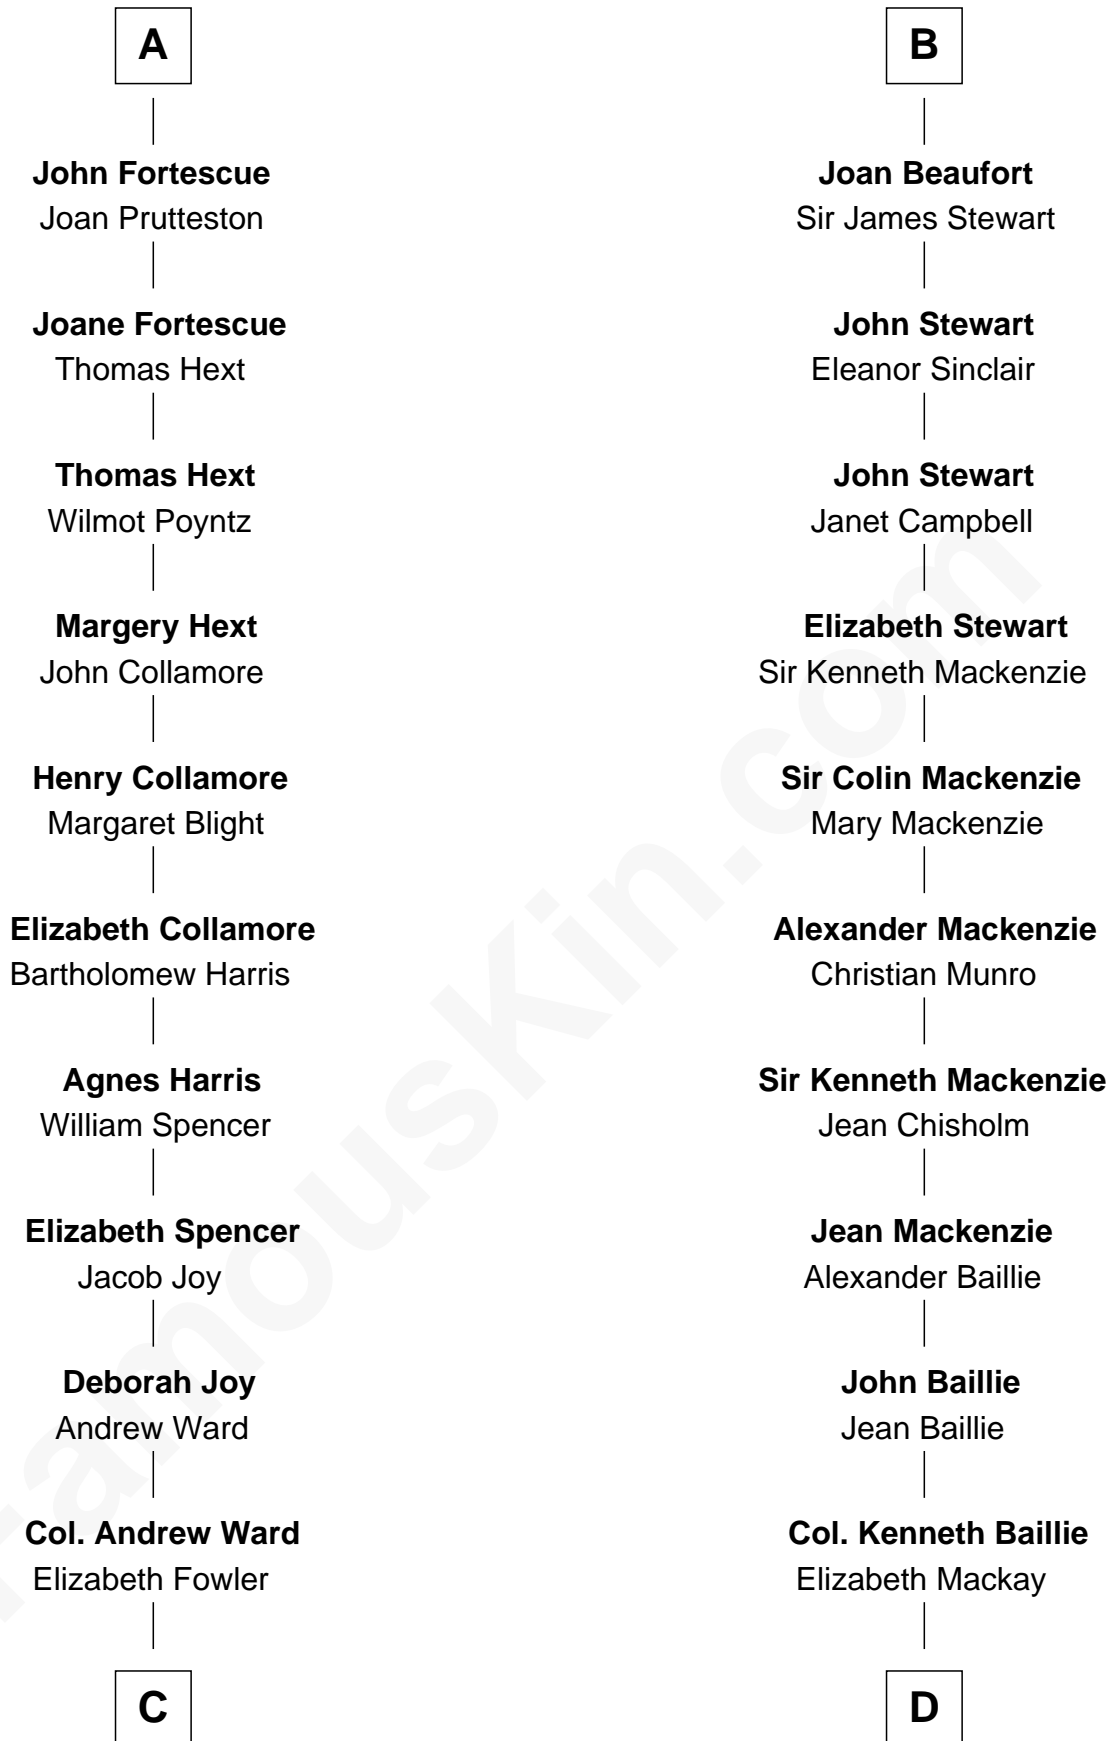 A
John Fortescue
Joan Prutteston
Joane Fortescue
Thomas Hext
Thomas Hext
Wilmot Poyntz
Margery Hext
John Collamore
Henry Collamore
Margaret Blight
Elizabeth Collamore
Bartholomew Harris
Agnes Harris
William Spencer
Elizabeth Spencer
Jacob Joy
Deborah Joy
Andrew Ward
Col. Andrew Ward
Elizabeth Fowler
C
B
Joan Beaufort
Sir James Stewart
John Stewart
Eleanor Sinclair
John Stewart
Janet Campbell
Elizabeth Stewart
Sir Kenneth Mackenzie
Sir Colin Mackenzie
Mary Mackenzie
Alexander Mackenzie
Christian Munro
Sir Kenneth Mackenzie
Jean Chisholm
Jean Mackenzie
Alexander Baillie
John Baillie
Jean Baillie
Col. Kenneth Baillie
Elizabeth Mackay
D
FamousKin.com